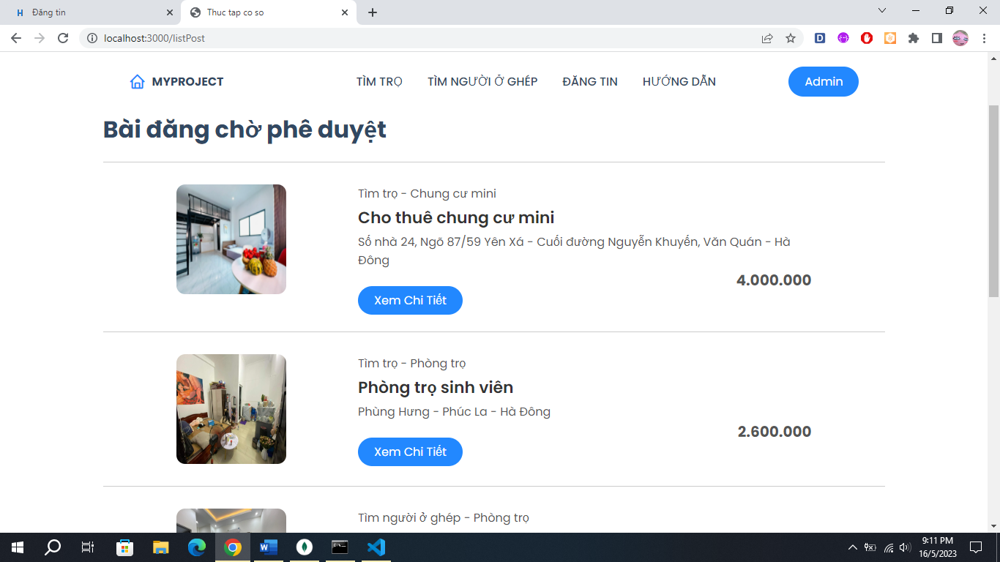 Đăng tin
Thuc tap co so
localhost:3000/listPost
MYPROJECT
TÌM TRỌ
TÌM NGƯỜI Ở GHÉP
ĐĂNG TIN
HƯỚNG DẪN
Admin
Bài đăng chờ phê duyệt
Tìm trọ - Chung cư mini
Cho thuê chung cư mini
Số nhà 24, Ngõ 87/59 Yên Xá - Cuối đường Nguyễn Khuyến, Văn Quán - Hà
Đông
4.000.000
Xem Chi Tiết
Tìm trọ - Phòng trọ
Phòng trọ sinh viên
Phùng Hưng - Phúc La - Hà Đông
2.600.000
Xem Chi Tiết
Tìm người ở ghép - Phòng trọ
9:11 PM
16/5/2023